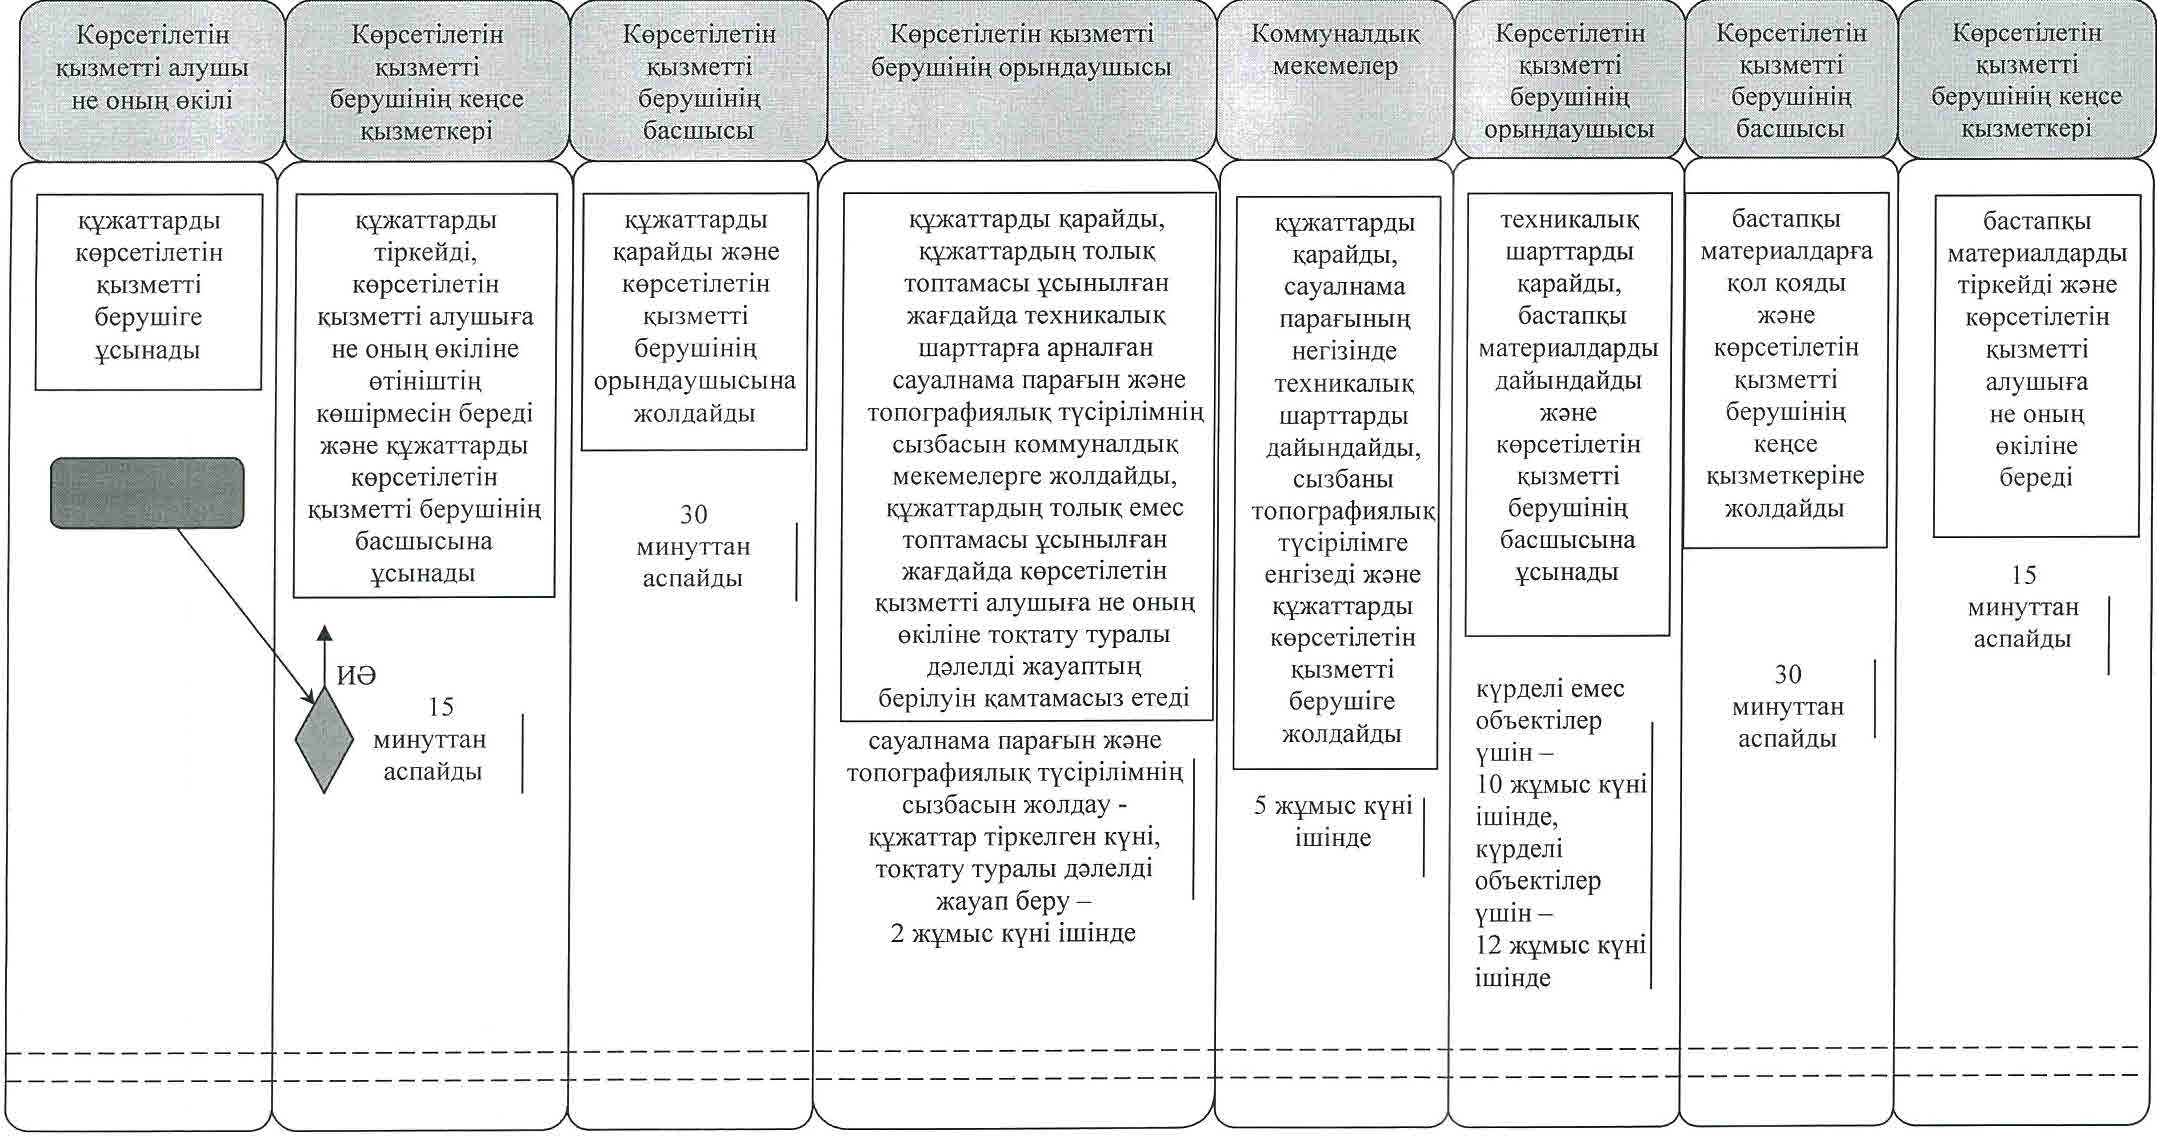 Көрсетілетін
қызметті алушы
не оның өкілі
Көрсетілетін
қызметті
берушінің кеңсе
қызметкері
Көрсетілетін
қызметті
берушінің
басшысы
Көрсетілетін қызметті
берушінің орындаушысы
Коммуналдық
мекемелер
Көрсетілетін
қызметті
берушінің
орындаушысы
Көрсетілетін
қызметті
берушінің
басшысы
Көрсетілетін
қызметті
берушінің кеңсе
қызметкері
құжаттарды
көрсетілетін
қызметті
берушіге
ұсынады
құжаттарды
тіркейді,
көрсетілетін
қызметті алушыға
не оның өкіліне
өтініштің
көшірмесін береді
және құжаттарды
көрсетілетін
қызметті берушінің
басшысына
ұсынады
ИӘ
15
минуттан
аспайды
құжаттарды
қарайды және
көрсетілетін
қызметті
берушінің
орындаушысына
жолдайды
30
минуттан
аспайды
құжаттарды қарайды,
құжаттардың толық
топтамасы ұсынылған
жағдайда техникалық
шарттарға арналған
сауалнама парағын және
топографиялық түсірілімнің
сызбасын коммуналдық
мекемелерге жолдайды,
құжаттардың толық емес
топтамасы ұсынылған
жағдайда көрсетілетін
қызметті алушыға не оның
өкіліне тоқтату туралы
дәлелді жауаптың
берілуін қамтамасыз етеді
сауалнама парағын және
топографиялық түсірілімнің
сызбасын жолдау -
құжаттар тіркелген күні,
тоқтату туралы дәлелді
жауап беру –
2 жұмыс күні ішінде
құжаттарды
қарайды,
сауалнама
парағының
негізінде
техникалық
шарттарды
дайындайды,
сызбаны
топографиялық
түсірілімге
енгізеді және
құжаттарды
көрсетілетін
қызметті
берушіге
жолдайды
5 жұмыс күні
ішінде
техникалық
шарттарды
қарайды,
бастапқы
материалдарды
дайындайды
және
көрсетілетін
қызметті
берушінің
басшысына
ұсынады
күрделі емес
объектілер
үшін –
10 жұмыс күні
ішінде,
күрделі
объектілер
үшін –
12 жұмыс күні
ішінде
бастапқы
материалдарға
қол қояды
және
көрсетілетін
қызметті
берушінің
кеңсе
қызметкеріне
жолдайды
30
минуттан
аспайды
бастапқы
материалдарды
тіркейді және
көрсетілетін
қызметті
алушыға
не оның
өкіліне
береді
15
минуттан
аспайды